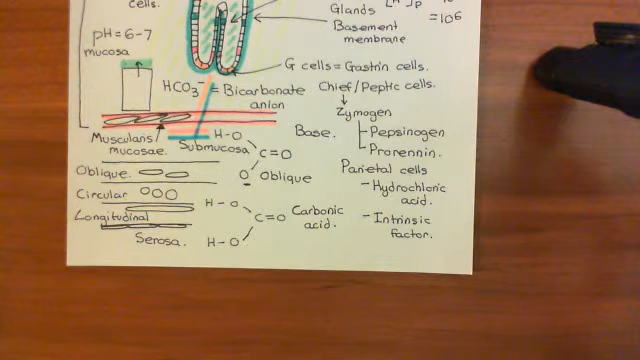 cells.
Glands
Basement
membrane
= 10⁶
pH = 6-7
mucosa
G cells = Gastrin cells.
HCO₃⁻ = Bicarbonate
anion
Chief/Peptic cells.
Zymogen
Pepsinogen
Prorennin.
Muscularis
mucosae.
Submucosa
H-O
C=O
O
Base.
Oblique.
Oblique
Parietal cells
- Hydrochloric
acid.
- Intrinsic
factor.
Circular
Longitudinal
Serosa.
H-O
C=O
H-O
Carbonic
acid.